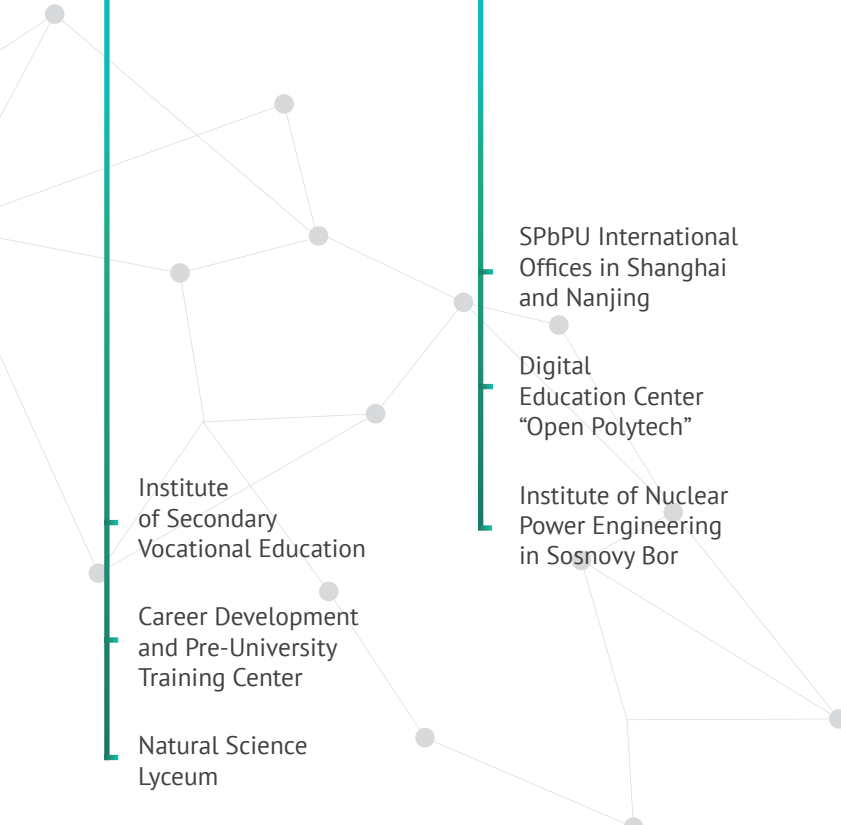 Institute
of Secondary
Vocational Education
Career Development
and Pre-University
Training Center
Natural Science
Lyceum
SPbPU International
Offices in Shanghai
and Nanjing
Digital
Education Center
“Open Polytech”
Institute of Nuclear
Power Engineering
in Sosnovy Bor